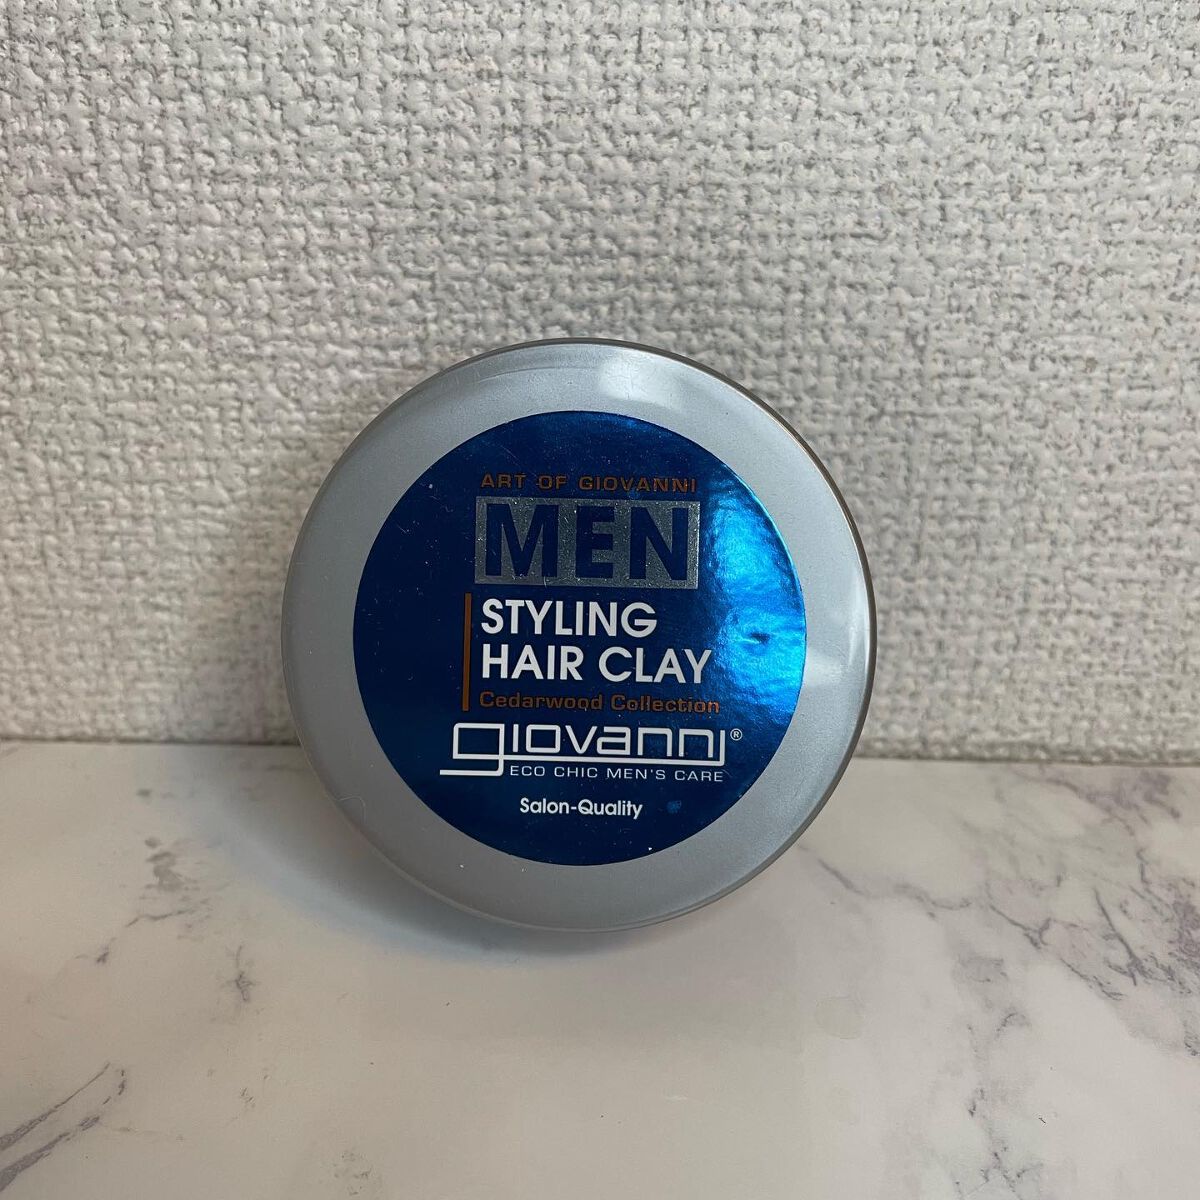 ART OF GIOVANNI
MEN
STYLING
HAIR CLAY
Cedarwood Collection
giovanni®
ECO CHIC MEN'S CARE
Salon-Quality